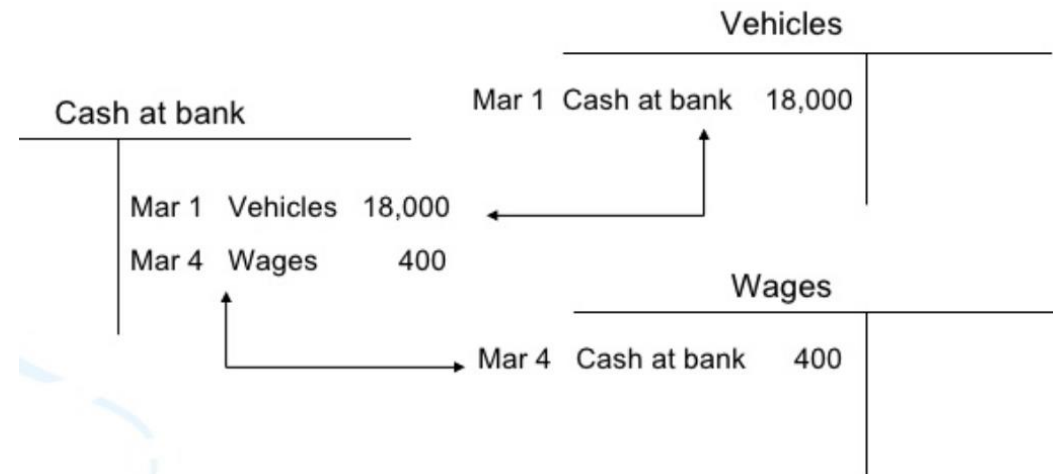 Vehicles
Mar 1 Cash at bank 18,000
Cash at bank
Mar 1 Vehicles 18,000
Mar 4 Wages 400
Wages
Mar 4 Cash at bank 400